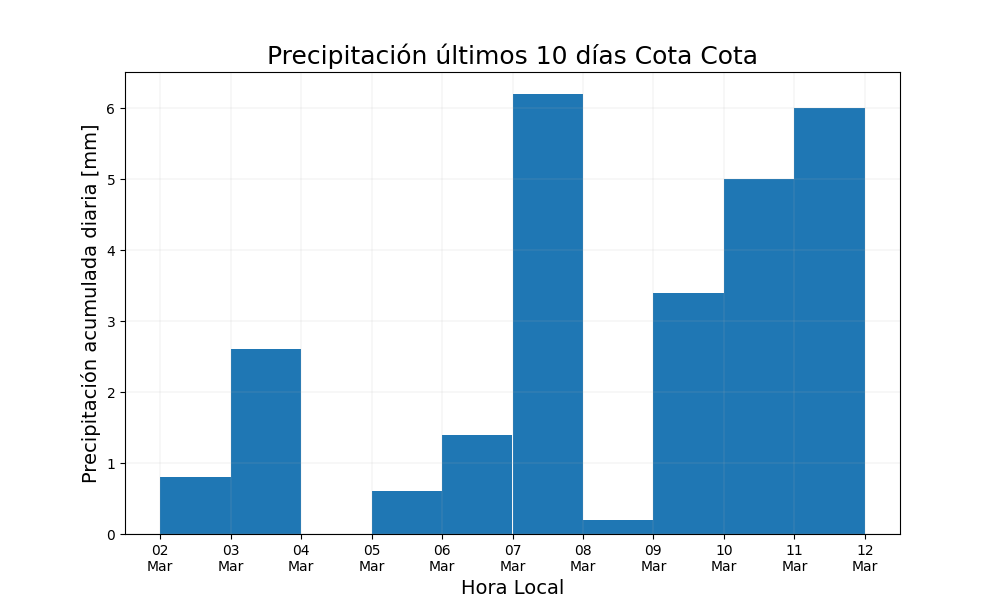 Precipitación últimos 10 días Cota Cota
Precipitación acumulada diaria [mm]
6
5
4
3
2
1
0
02 03 04 05 06 07 08 09 10 11 12
Mar Mar Mar Mar Mar Mar Mar Mar Mar Mar Mar
Hora Local